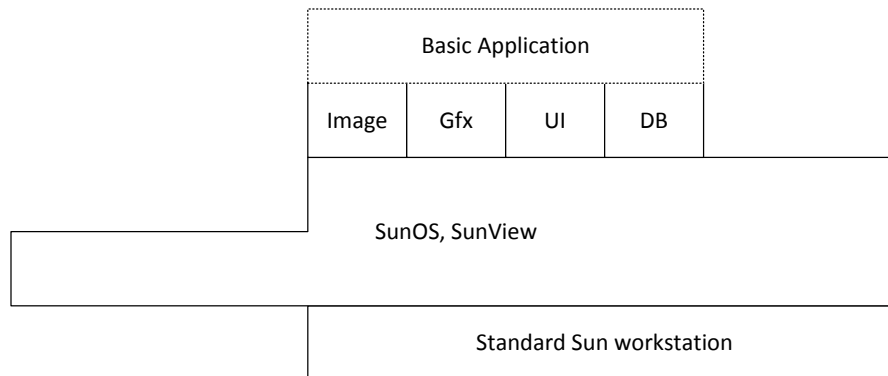 Basic Application
Image Gfx UI DB
SunOS, SunView
Standard Sun workstation